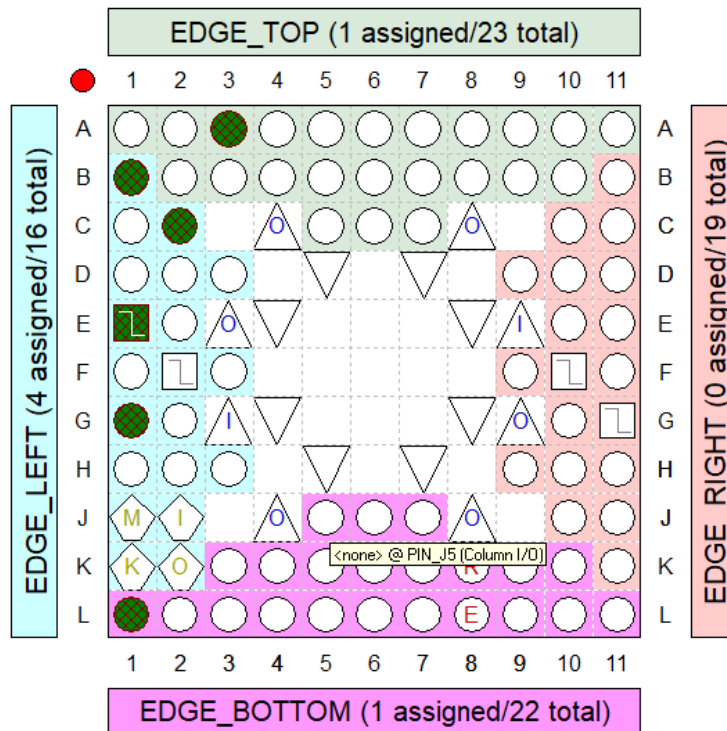 EDGE_TOP (1 assigned/23 total)
1 2 3 4 5 6 7 8 9 10 11
EDGE_LEFT (4 assigned/16 total)
EDGE_RIGHT (0 assigned/19 total)
A A
B B
C O O C
D D
E O I E
F F
G I O G
H H
J M I O O J
<none> @ PIN_J5 (Column I/O)
K K O R K
L E L
1 2 3 4 5 6 7 8 9 10 11
EDGE_BOTTOM (1 assigned/22 total)